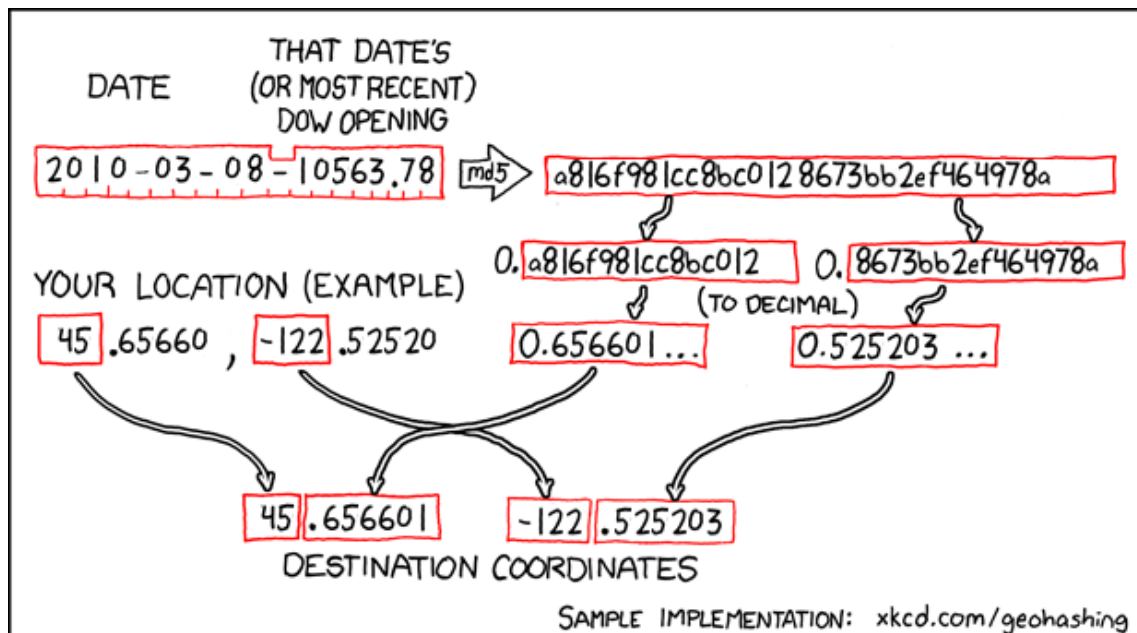 DATE
THAT DATE'S
(OR MOST RECENT)
DOW OPENING
2010-03-08-10563.78
md5
a816f981cc8bc0128673bb2ef464978a
0.a816f981cc8bc012
0.8673bb2ef464978a
(TO DECIMAL)
YOUR LOCATION (EXAMPLE)
45.65660, -122.52520
0.656601...
0.525203 ...
45.656601
-122.525203
DESTINATION COORDINATES
SAMPLE IMPLEMENTATION: xkcd.com/geohashing